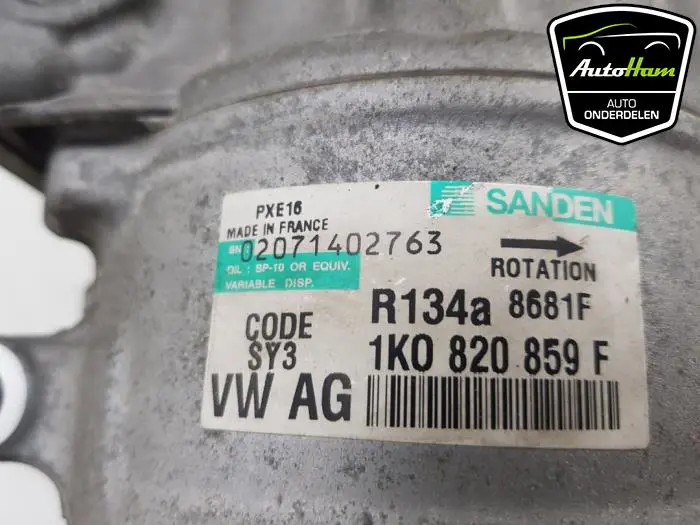 AutoHam
AUTO
ONDERDELEN
SANDEN
PXE16
MADE IN FRANCE
SN: 02071402763
OIL : SP-10 OR EQUIV.
VARIABLE DISP.
ROTATION
R134a 8681F
CODE
SY3
1K0 820 859 F
VW AG